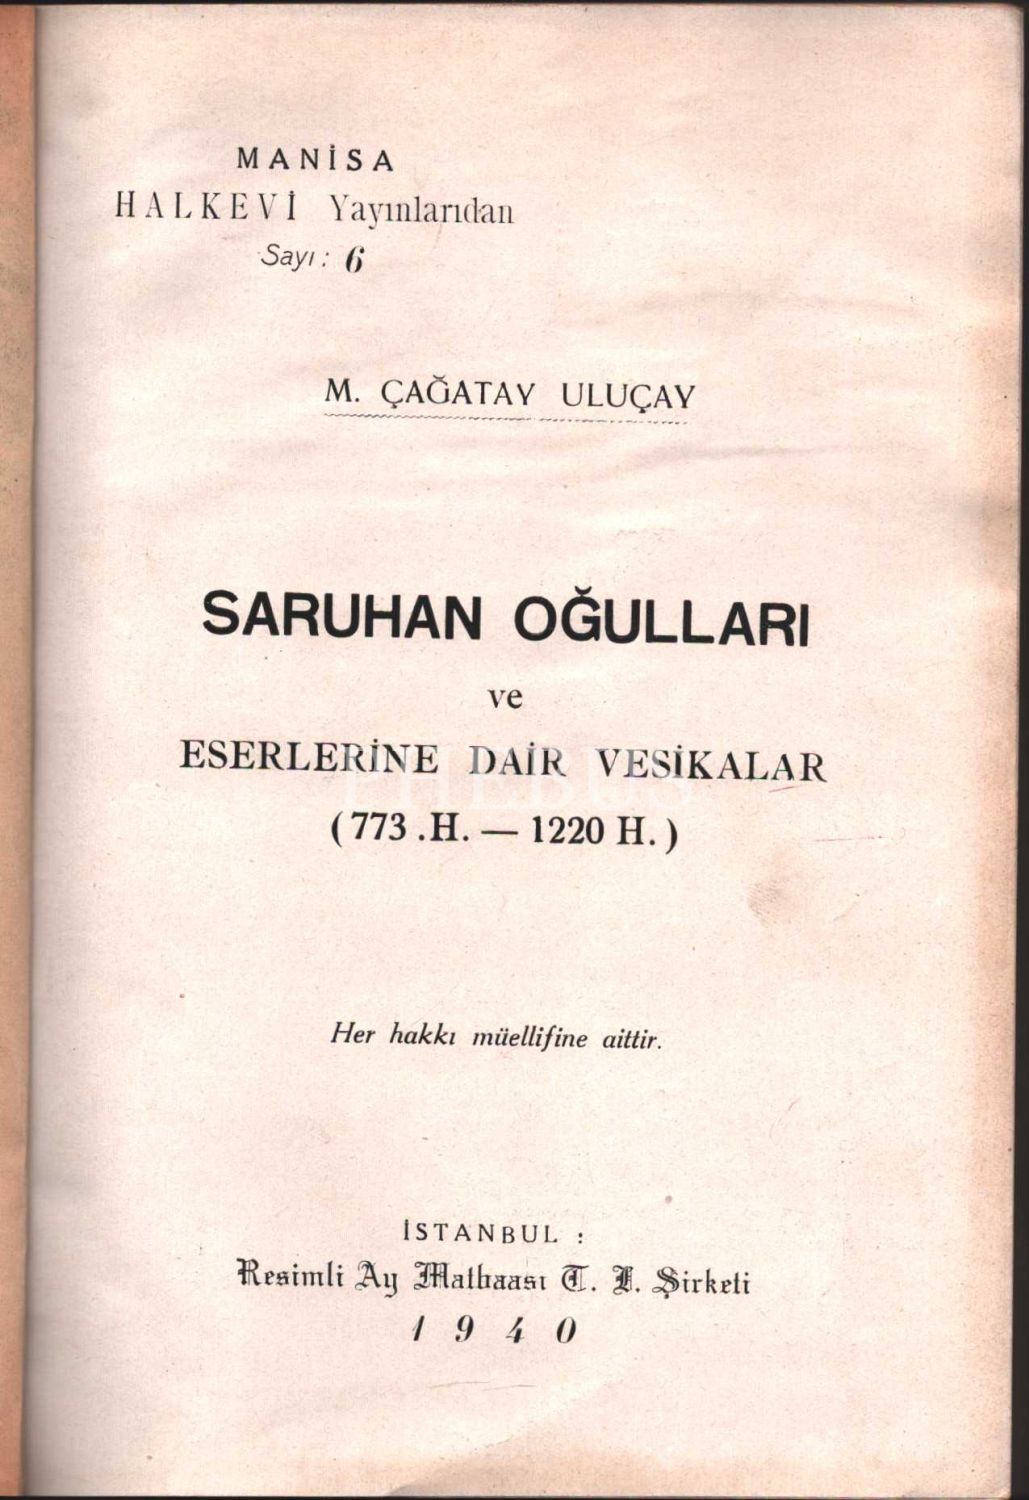 MANİSA
HALKEVİ Yayınlarıdan
Sayı: 6
M. ÇAĞATAY ULUÇAY
SARUHAN OĞULLARI
ve
ESERLERİNE DAİR VESİKALAR
(773 .H. — 1220 H.)
Her hakkı müellifine aittir.
İSTANBUL :
Resimli Ay Matbaası T. L. Şirketi
1940